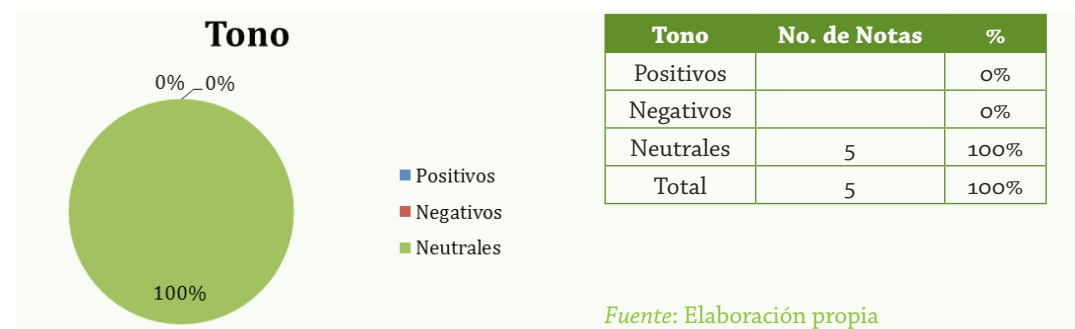 Tono
0% 0%
100%
Positivos
Negativos
Neutrales
Tono No. de Notas %
Positivos 0%
Negativos 0%
Neutrales 5 100%
Total 5 100%
Fuente: Elaboración propia